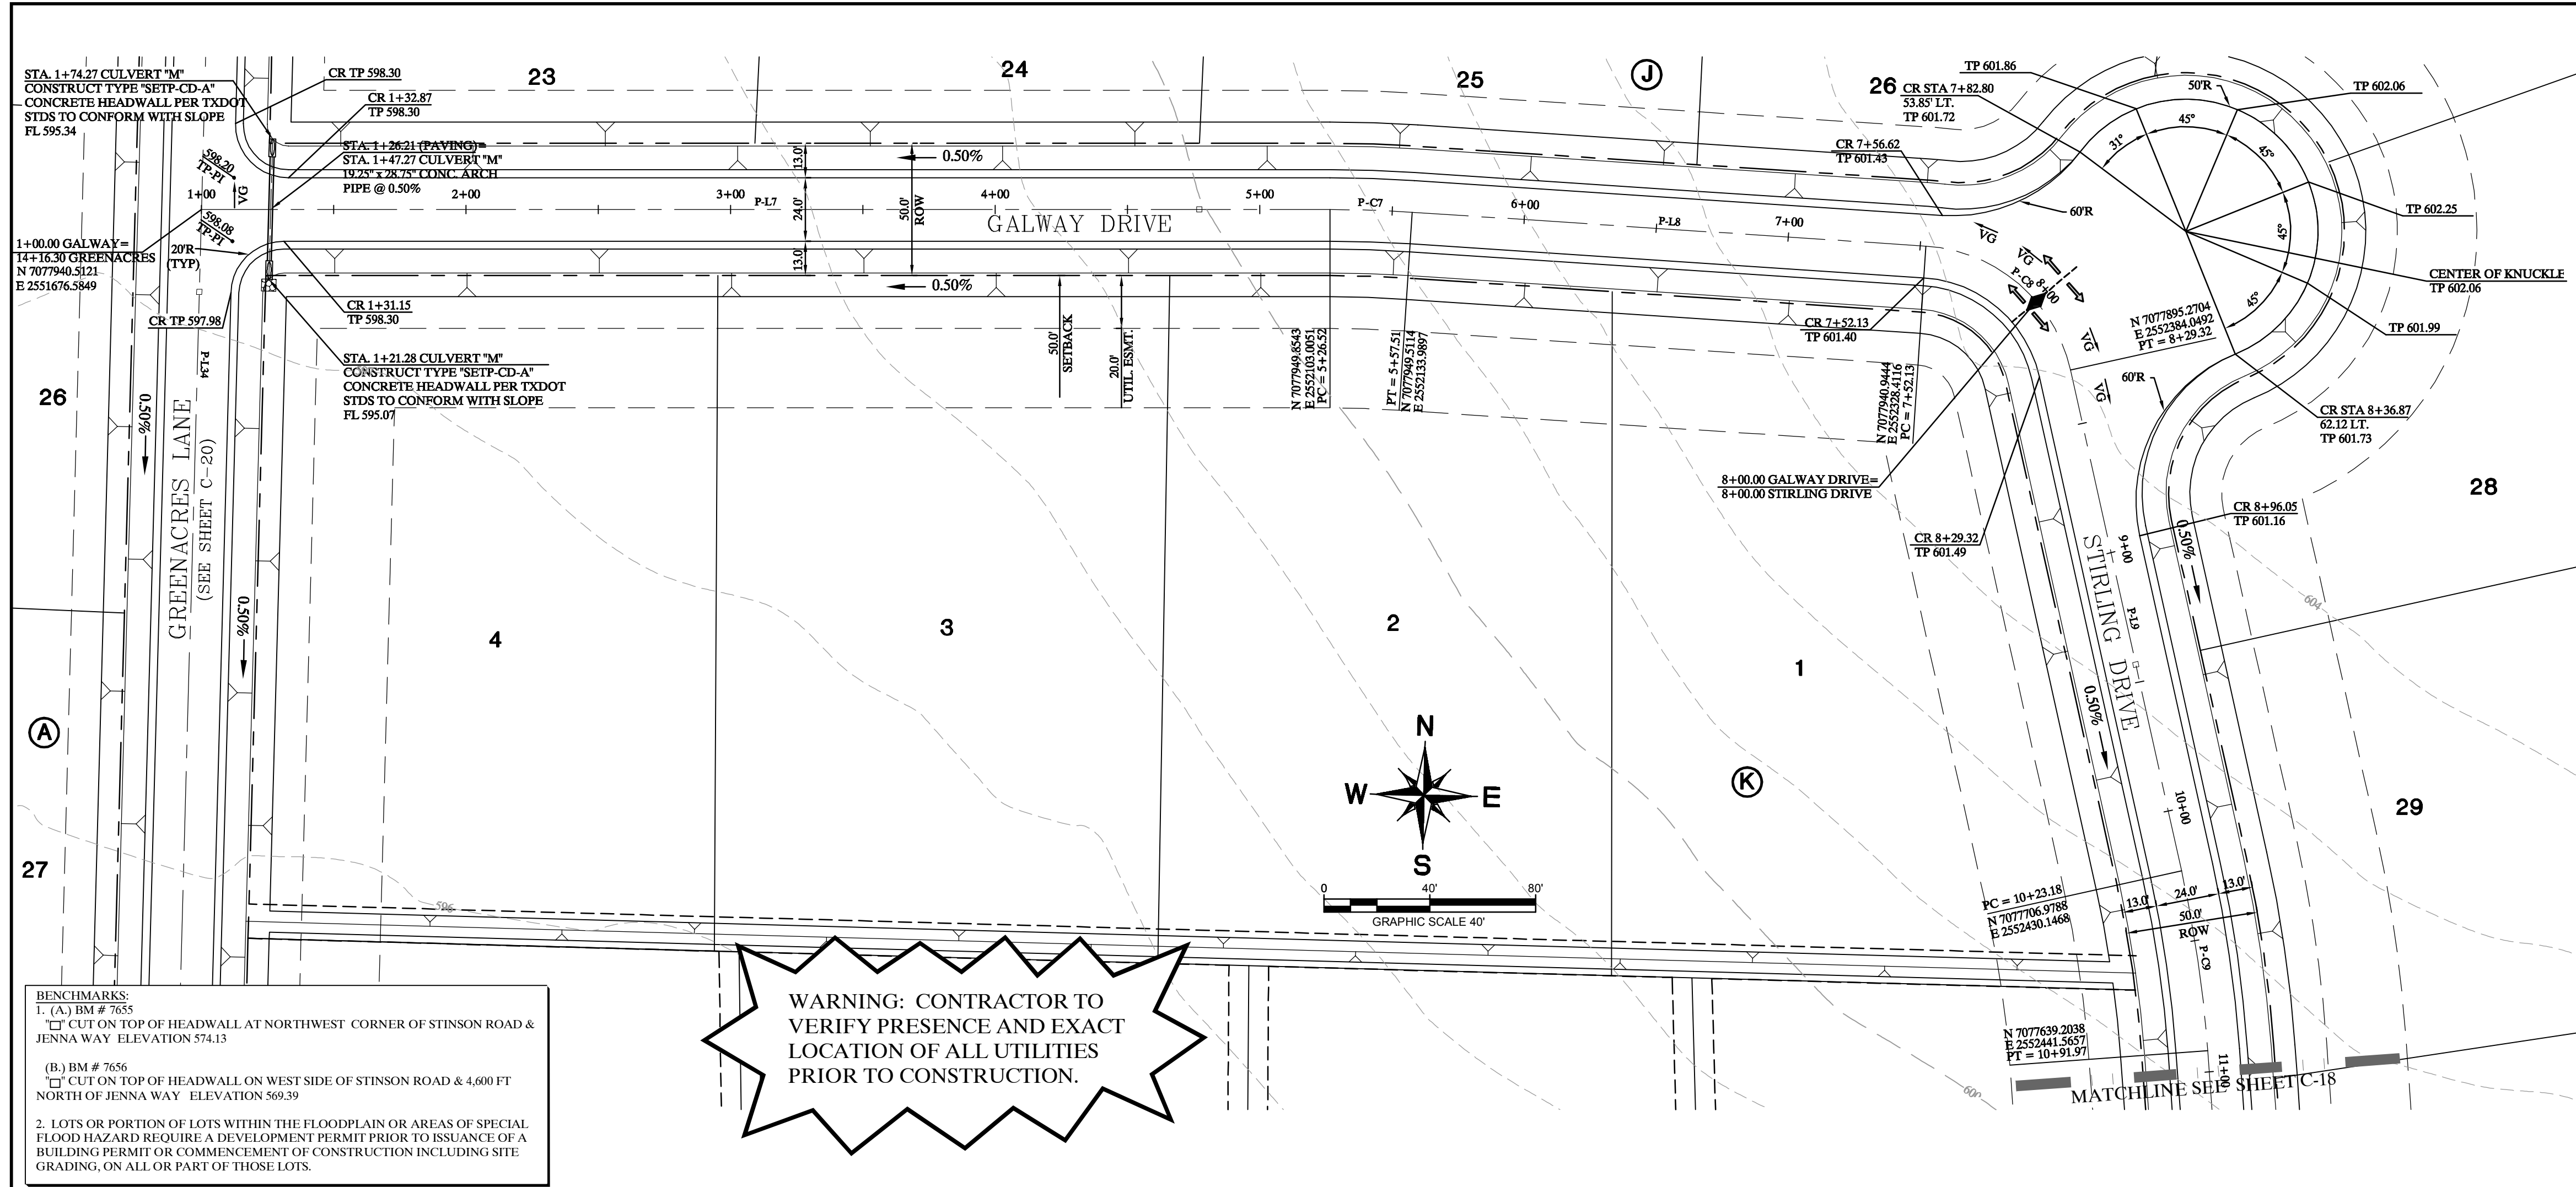 STA. 1+74.27 CULVERT "M"
CONSTRUCT TYPE "SETP-CD-A"
CONCRETE HEADWALL PER TXDOT
STDS TO CONFORM WITH SLOPE
FL 595.34
CR TP 598.30
CR 1+32.87
TP 598.30
23
24
25
J
26
STA. 1+26.21 (PAVING)=
STA. 1+47.27 CULVERT "M"
19.25" x 28.75" CONC. ARCH
PIPE @ 0.50%
598.20
TP-PI
VG
598.08
TP-PI
1+00
2+00
3+00
4+00
5+00
6+00
7+00
P-L7
P-C7
P-L8
13.0'
24.0'
13.0'
50.0'
ROW
0.50%
0.50%
GALWAY DRIVE
1+00.00 GALWAY=
14+16.30 GREENACRES
N 7077940.5121
E 2551676.5849
20'R
(TYP)
CR 1+31.15
TP 598.30
CR TP 597.98
STA. 1+21.28 CULVERT "M"
CONSTRUCT TYPE "SETP-CD-A"
CONCRETE HEADWALL PER TXDOT
STDS TO CONFORM WITH SLOPE
FL 595.07
50.0'
SETBACK
20.0'
UTIL. ESMT.
N 7077949.8543
E 2552103.0051
PC = 5+26.52
PT = 5+57.51
N 7077949.5114
E 2552133.9897
N 7077940.9444
E 2552328.4116
PC = 7+52.13
TP 601.86
CR STA 7+82.80
53.85' LT.
TP 601.72
CR 7+56.62
TP 601.43
50'R
TP 602.06
31°
45°
45°
45°
45°
60'R
TP 602.25
CENTER OF KNUCKLE
TP 602.06
TP 601.99
VG
VG
P-C8
8+00
VG
VG
N 7077895.2704
E 2552384.0492
PT = 8+29.32
60'R
CR STA 8+36.87
62.12 LT.
TP 601.73
CR 7+52.13
TP 601.40
8+00.00 GALWAY DRIVE=
8+00.00 STIRLING DRIVE
CR 8+29.32
TP 601.49
CR 8+96.05
TP 601.16
28
26
0.50%
P-L34
GREENACRES LANE
(SEE SHEET C-20)
0.50%
4
3
2
1
9+00
STIRLING DRIVE
P-L9
0.50%
0.50%
604
10+00
29
A
27
K
N
W
E
S
0
40'
80'
GRAPHIC SCALE 40'
596
PC = 10+23.18
N 7077706.9788
E 2552430.1468
13.0'
24.0'
13.0'
50.0'
ROW
P-C9
N 7077639.2038
E 2552441.5657
PT = 10+91.97
11+00
MATCHLINE SEE SHEET C-18
WARNING: CONTRACTOR TO
VERIFY PRESENCE AND EXACT
LOCATION OF ALL UTILITIES
PRIOR TO CONSTRUCTION.
BENCHMARKS:
1. (A.) BM # 7655
"□" CUT ON TOP OF HEADWALL AT NORTHWEST CORNER OF STINSON ROAD &
JENNA WAY ELEVATION 574.13
(B.) BM # 7656
"□" CUT ON TOP OF HEADWALL ON WEST SIDE OF STINSON ROAD & 4,600 FT
NORTH OF JENNA WAY ELEVATION 569.39
2. LOTS OR PORTION OF LOTS WITHIN THE FLOODPLAIN OR AREAS OF SPECIAL
FLOOD HAZARD REQUIRE A DEVELOPMENT PERMIT PRIOR TO ISSUANCE OF A
BUILDING PERMIT OR COMMENCEMENT OF CONSTRUCTION INCLUDING SITE
GRADING, ON ALL OR PART OF THOSE LOTS.